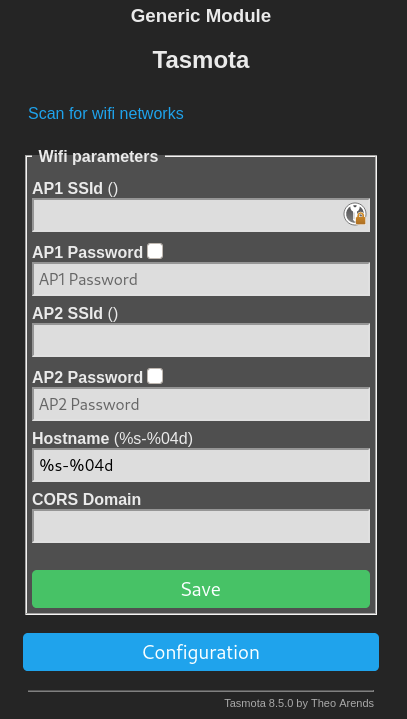 Generic Module
Tasmota
Scan for wifi networks
Wifi parameters
AP1 SSId ()
AP1 Password
AP1 Password
AP2 SSId ()
AP2 Password
AP2 Password
Hostname (%s-%04d)
%s-%04d
CORS Domain
Save
Configuration
Tasmota 8.5.0 by Theo Arends